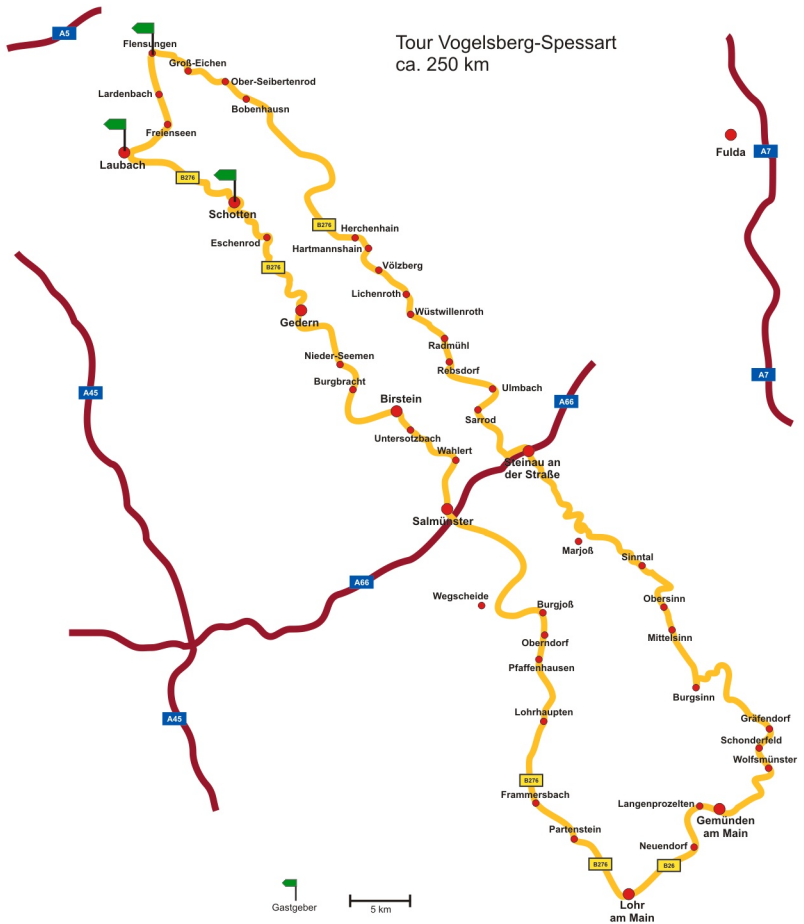 A5
Flensungen
Tour Vogelsberg-Spessart
ca. 250 km
Groß-Eichen
Ober-Seibertenrod
Lardenbach
Bobenhausn
Freienseen
Fulda
A7
Laubach
B276
Schotten
B276
Herchenhain
Eschenrod
Hartmannshain
Völzberg
B276
Lichenroth
Wüstwillenroth
Gedern
Radmühl
Nieder-Seemen
Rebsdorf
A7
Burgbracht
Ulmbach
A45
Birstein
A66
Sarrod
Untersotzbach
Wahlert
Steinau an
der Straße
Salmünster
Marjoß
Sinntal
A66
Wegscheide
Obersinn
Burgjoß
Mittelsinn
Oberndorf
Pfaffenhausen
Burgsinn
A45
Lohrhaupten
Gräfendorf
Schonderfeld
Wolfsmünster
B276
Frammersbach
Langenprozelten
Gemünden
am Main
Partenstein
Neuendorf
B276
B26
Lohr
am Main
Gastgeber
5 km